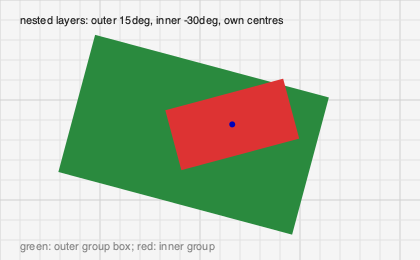 nested layers: outer 15deg, inner -30deg, own centres
green: outer group box; red: inner group